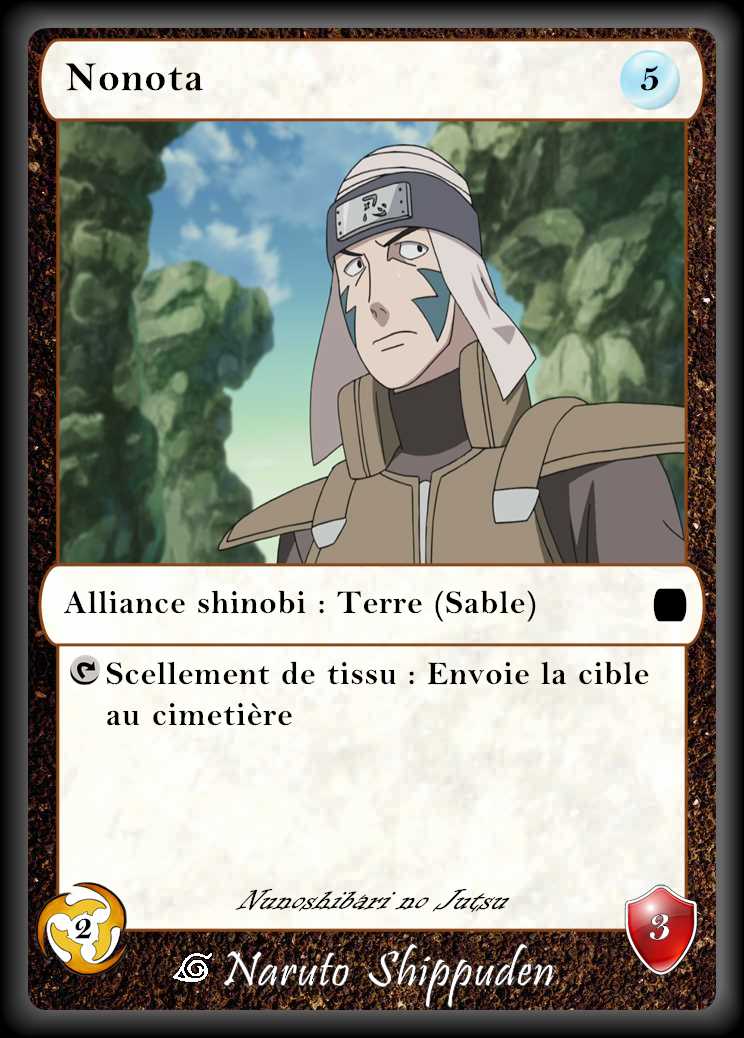 Nonota
5
忍
Alliance shinobi : Terre (Sable)
Scellement de tissu : Envoie la cible
au cimetière
Nunoshibari no Jutsu
2
3
Naruto Shippuden